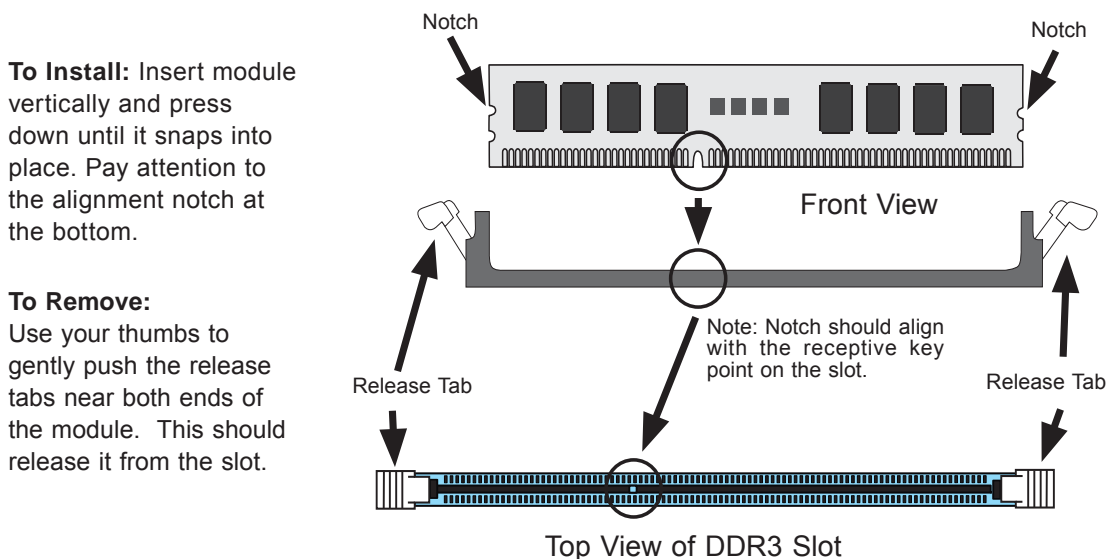 To Install: Insert module
vertically and press
down until it snaps into
place. Pay attention to
the alignment notch at
the bottom.
To Remove:
Use your thumbs to
gently push the release
tabs near both ends of
the module. This should
release it from the slot.
Notch
Notch
Front View
Note: Notch should align
with the receptive key
point on the slot.
Release Tab
Release Tab
Top View of DDR3 Slot